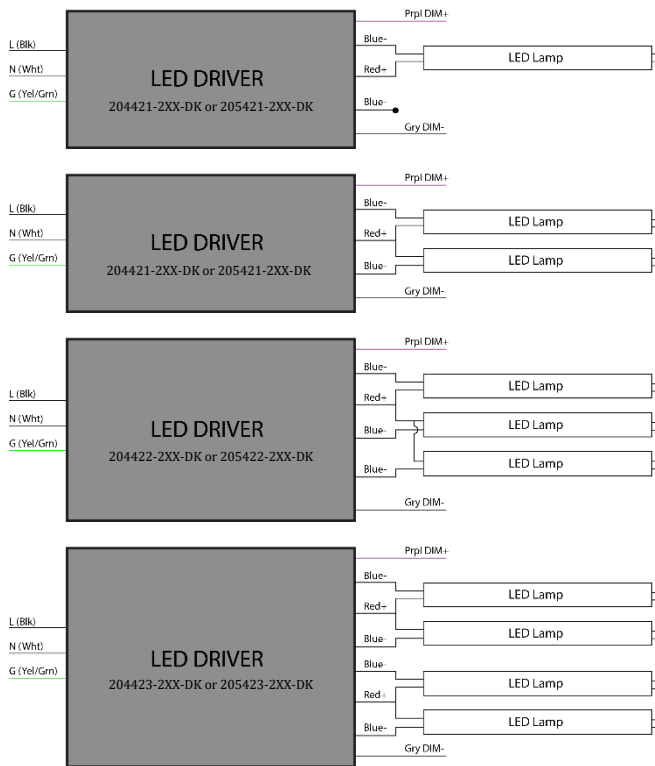 Prpl DIM+
Blue-
L (Blk)
LED Lamp
N (Wht)
Red+
LED DRIVER
204421-2XX-DK or 205421-2XX-DK
G (Yel/Grn)
Blue-
Gry DIM-
Prpl DIM+
Blue-
L (Blk)
LED Lamp
N (Wht)
Red+
LED DRIVER
204421-2XX-DK or 205421-2XX-DK
G (Yel/Grn)
LED Lamp
Blue-
Gry DIM-
Prpl DIM+
Blue-
LED Lamp
L (Blk)
Red+
N (Wht)
LED Lamp
LED DRIVER
204422-2XX-DK or 205422-2XX-DK
Blue-
G (Yel/Grn)
LED Lamp
Blue-
Gry DIM-
Prpl DIM+
Blue-
LED Lamp
Red+
L (Blk)
LED Lamp
Blue-
N (Wht)
LED DRIVER
204423-2XX-DK or 205423-2XX-DK
Blue-
G (Yel/Grn)
LED Lamp
Red+
LED Lamp
Blue-
Gry DIM-